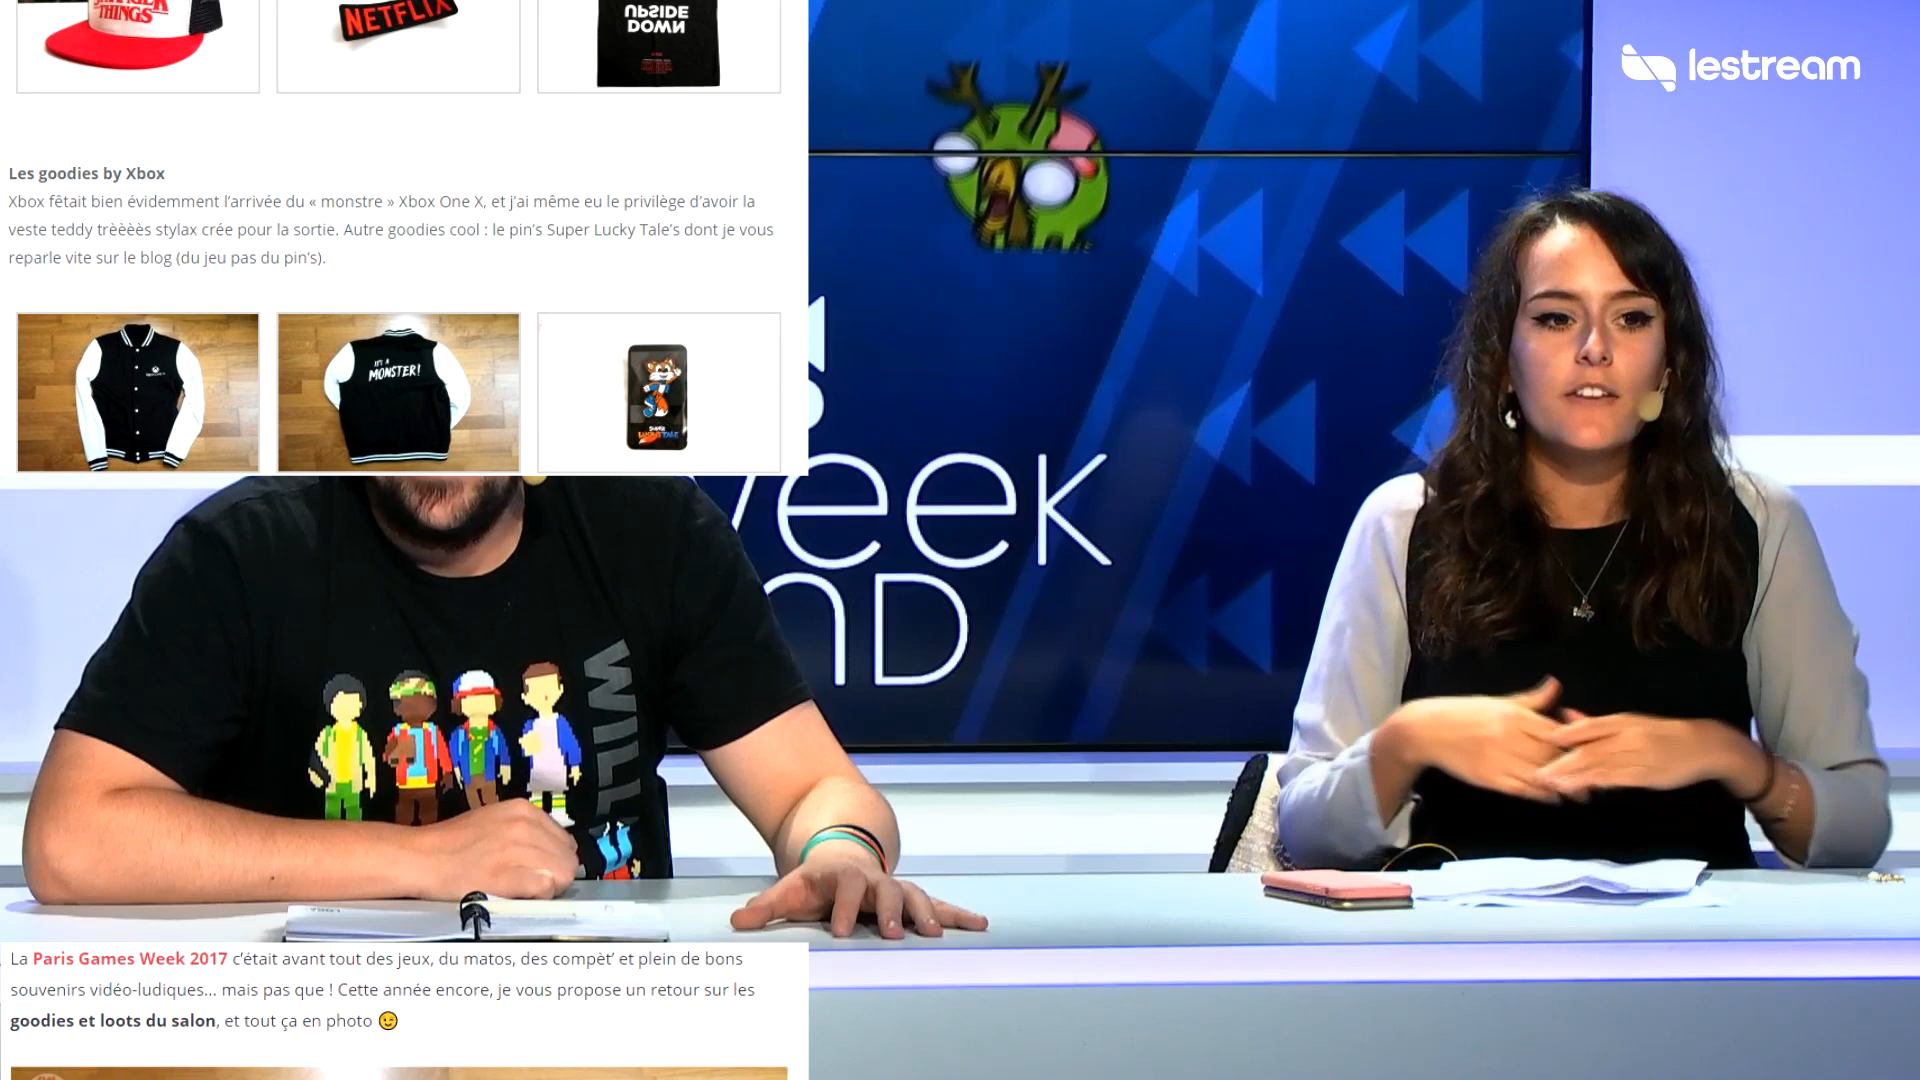 THINGS
NETFLIX
UPSIDE
DOWN
lestream
Les goodies by Xbox
Xbox fêtait bien évidemment l'arrivée du « monstre » Xbox One X, et j'ai même eu le privilège d'avoir la
veste teddy trèèèès stylax crée pour la sortie. Autre goodies cool : le pin's Super Lucky Tale's dont je vous
reparle vite sur le blog (du jeu pas du pin's).
IT'S A
MONSTER!
SUPER
LUCKY'S TALE
eek
ND
WILL
La Paris Games Week 2017 c'était avant tout des jeux, du matos, des compèt' et plein de bons
souvenirs vidéo-ludiques... mais pas que ! Cette année encore, je vous propose un retour sur les
goodies et loots du salon, et tout ça en photo 😉